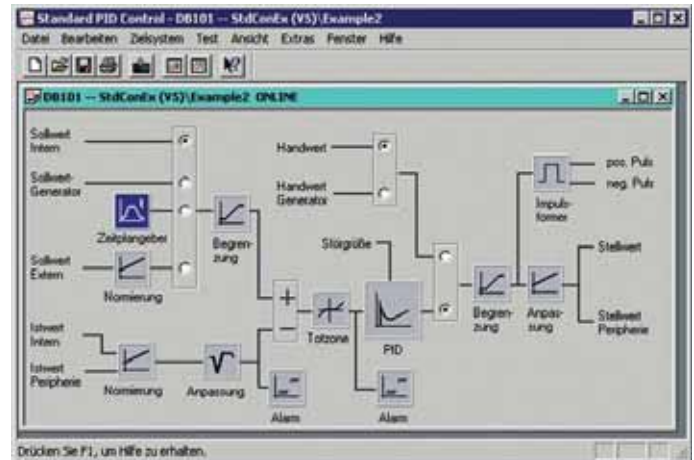 Standard PID Control - DB101 -- StdConEx (V5)\Example2
Datei Bearbeiten Zielsystem Test Ansicht Extras Fenster Hilfe
DB101 -- StdConEx (V5)\Example2 ONLINE
Sollwert
Intern
Sollwert-
Generator
Zeitplangeber
Sollwert
Extern
Normierung
Begren-
zung
Istwert
Intern
Istwert
Peripherie
Normierung
Anpassung
Alarm
Totzone
Handwert
Handwert
Generator
Störgröße
PID
Alarm
Begren-
zung
Anpas-
sung
Impuls-
former
pos. Puls
neg. Puls
Stellwert
Stellwert
Peripherie
Drücken Sie F1, um Hilfe zu erhalten.